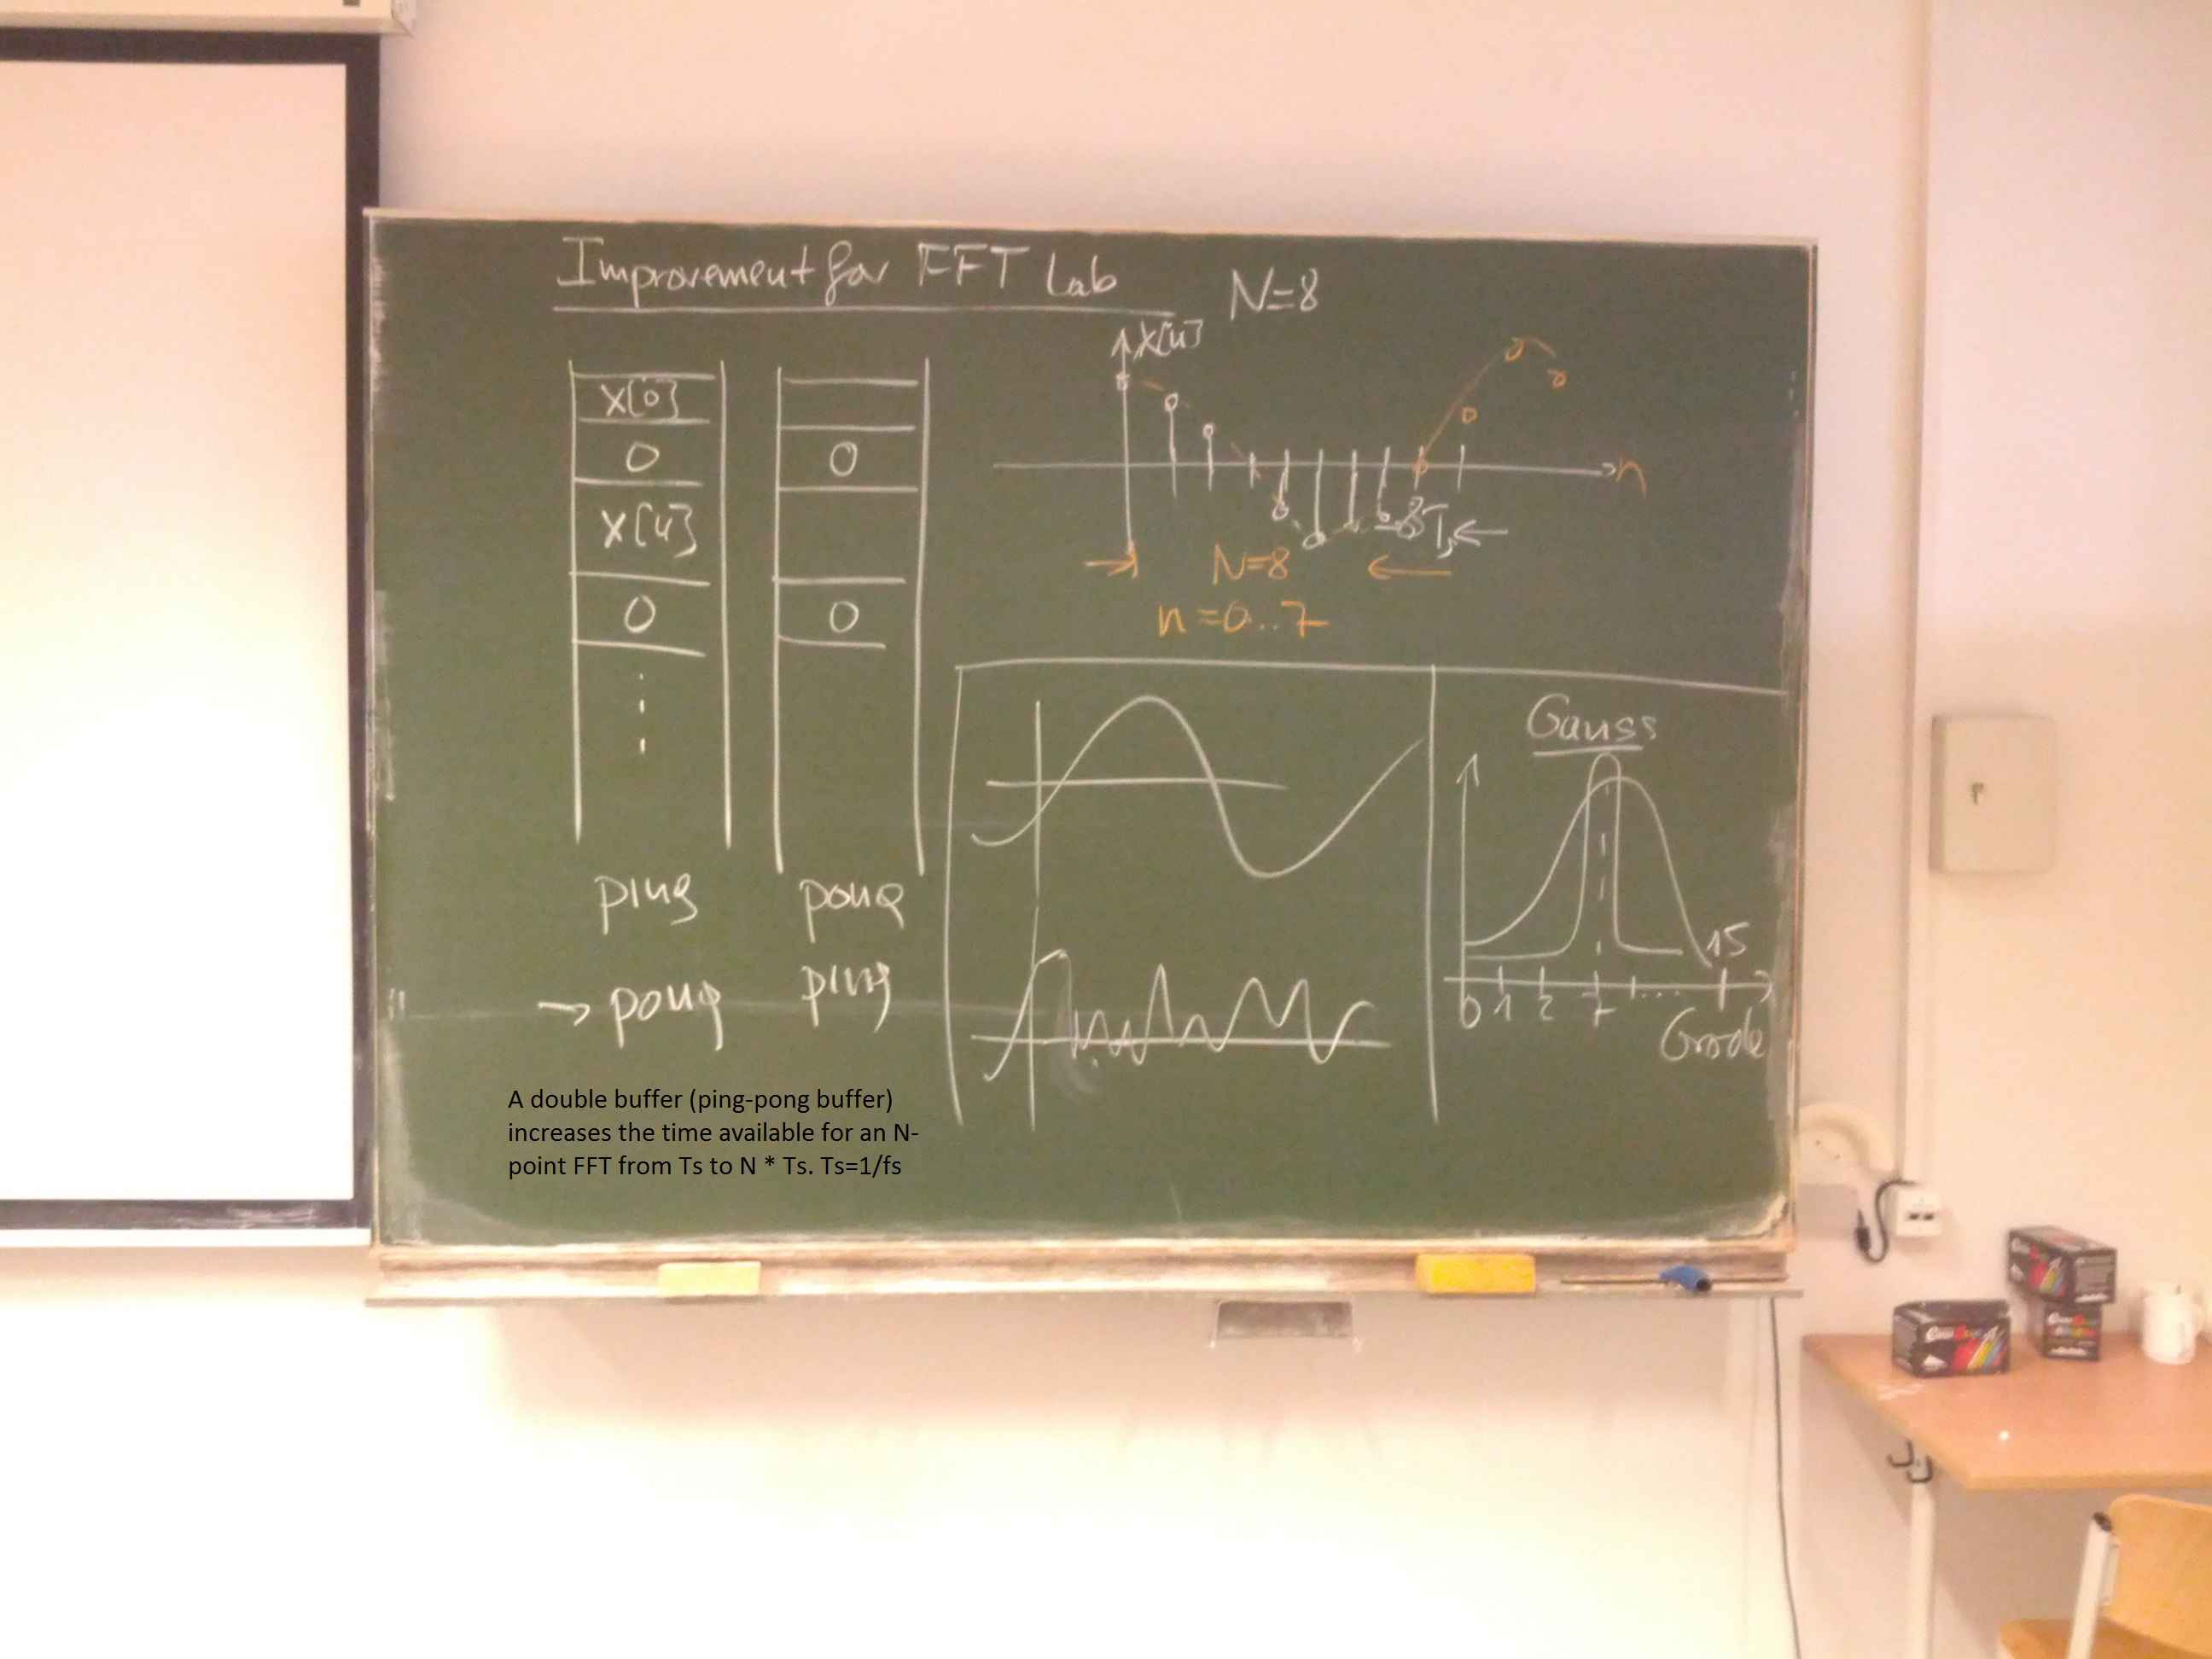 Improvement for FFT Lab
N=8
x[0]
0
x[4]
0
0
0
x[n]
n
8Ts
N=8
n=0..7
ping
pong
→ pong
ping
Gauss
15
0 1 2 7 ....
Grade
A double buffer (ping-pong buffer)
increases the time available for an N-
point FFT from Ts to N * Ts. Ts=1/fs